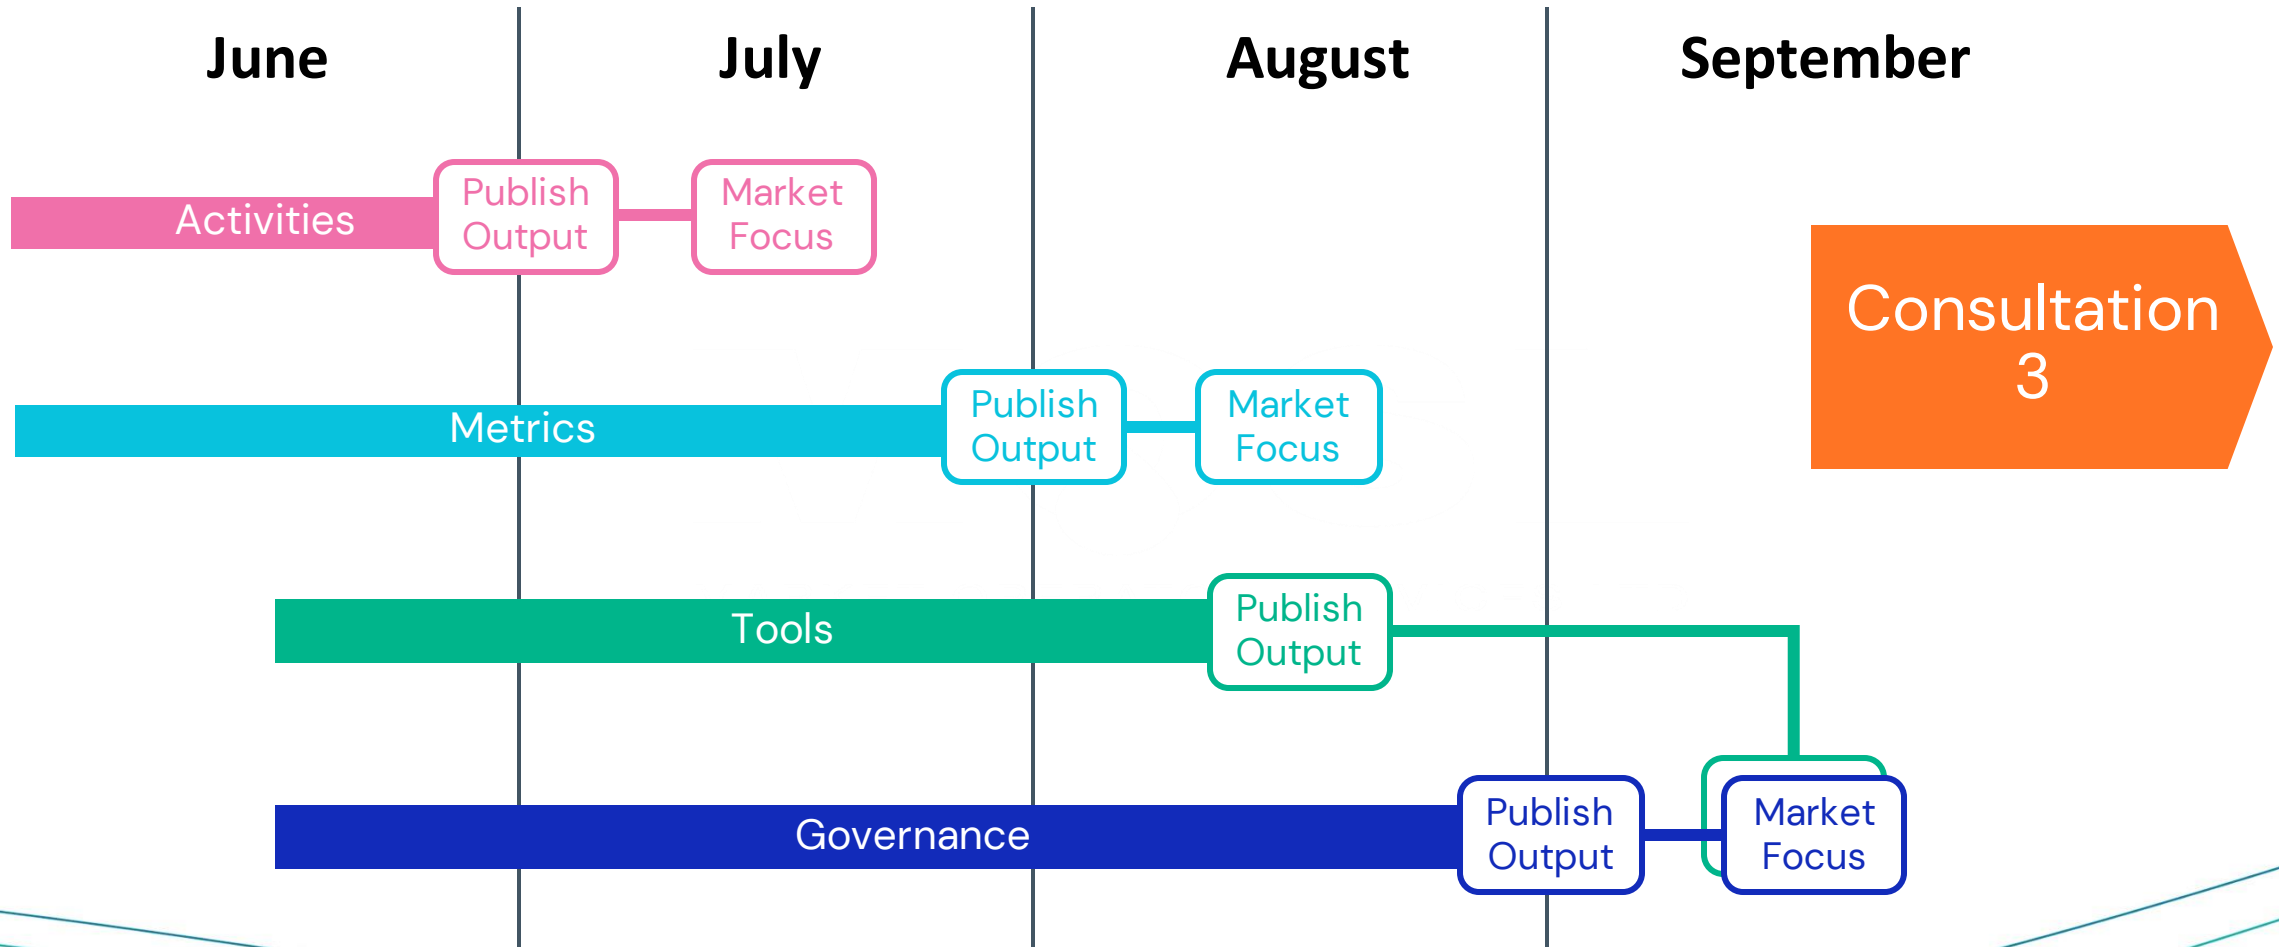 June
July
August
September
Activities
Publish
Output
Market
Focus
Consultation
3
Metrics
Publish
Output
Market
Focus
Tools
Publish
Output
Governance
Publish
Output
Market
Focus